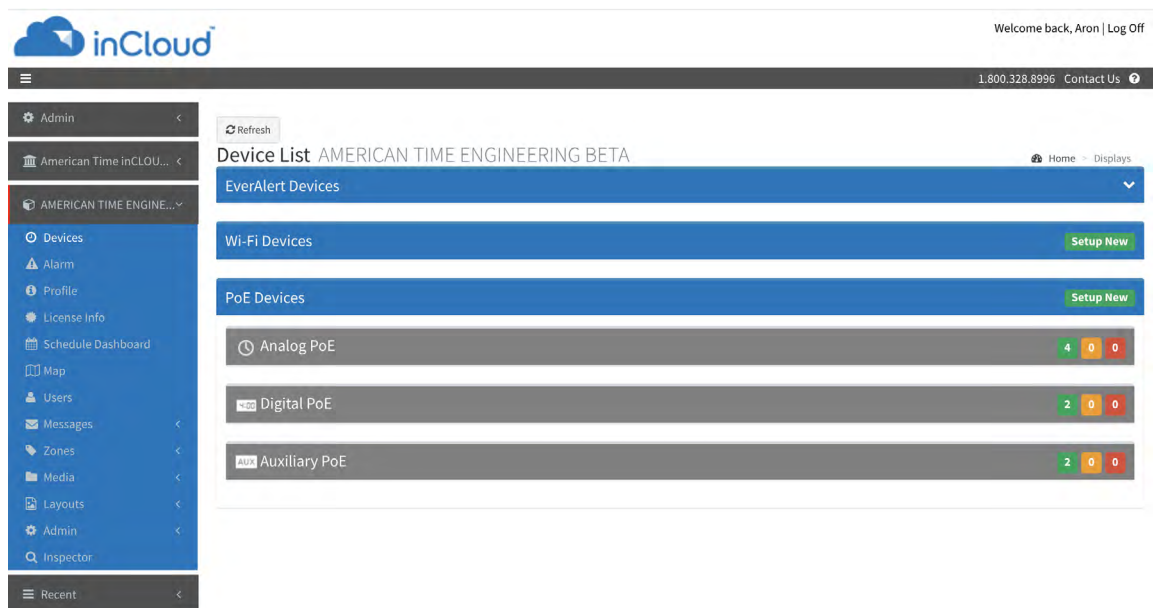 inCloud™
Welcome back, Aron | Log Off
1.800.328.8996 Contact Us ?
Admin
American Time inCLOU...
AMERICAN TIME ENGINE...
Devices
Alarm
Profile
License Info
Schedule Dashboard
Map
Users
Messages
Zones
Media
Layouts
Admin
Inspector
Recent
Refresh
Device List AMERICAN TIME ENGINEERING BETA
Home > Displays
EverAlert Devices
Wi-Fi Devices Setup New
PoE Devices Setup New
Analog PoE 4 0 0
4:00 Digital PoE 2 0 0
AUX Auxiliary PoE 2 0 0